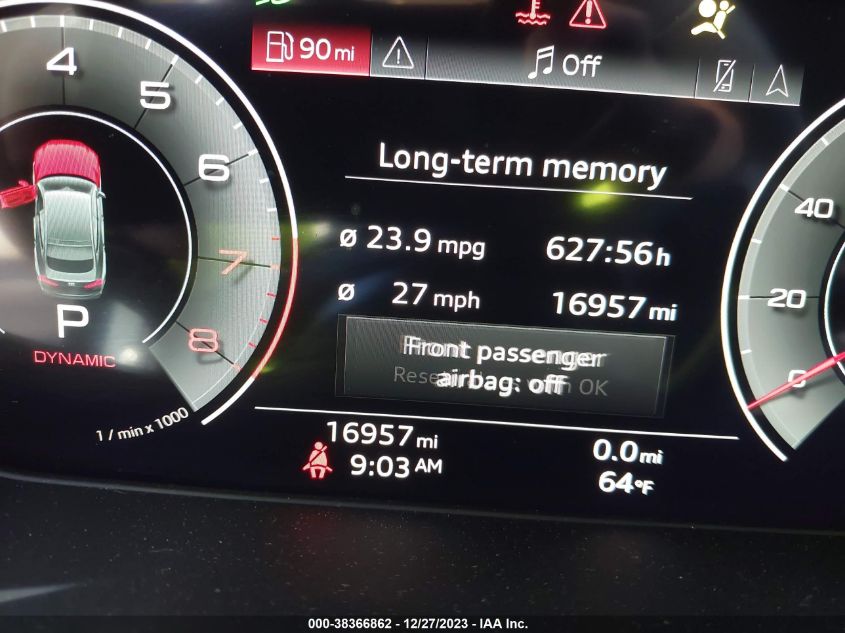 90 mi
Off
4
5
6
7
8
1 / min x 1000
P
DYNAMIC
Long-term memory
Ø 23.9 mpg 627:56h
Ø 27 mph 16957 mi
Front passenger
airbag: off
with OK
16957 mi
9:03 AM
0.0 mi
64°F
40
20
0
000-38366862 - 12/27/2023 - IAA Inc.